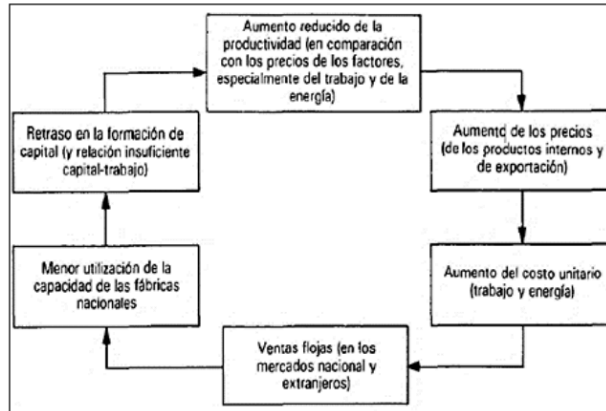 Aumento reducido de la
productividad (en comparación
con los precios de los factores,
especialmente del trabajo y de la
energía)
Aumento de los precios
(de los productos internos y
de exportación)
Aumento del costo unitario
(trabajo y energía)
Ventas flojas (en los
mercados nacional y
extranjeros)
Menor utilización de la
capacidad de las fábricas
nacionales
Retraso en la formación de
capital (y relación insuficiente
capital-trabajo)